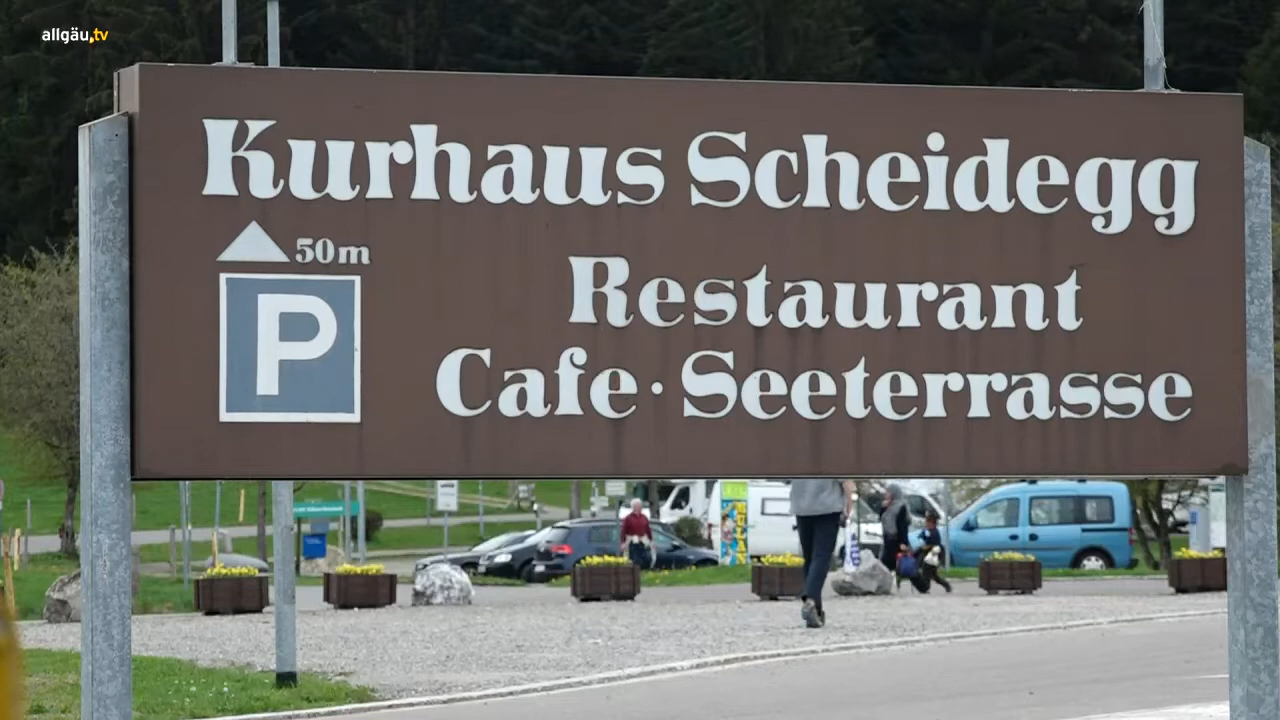 allgäu.tv
Kurhaus Scheidegg
50m
P
Restaurant
Cafe · Seeterrasse